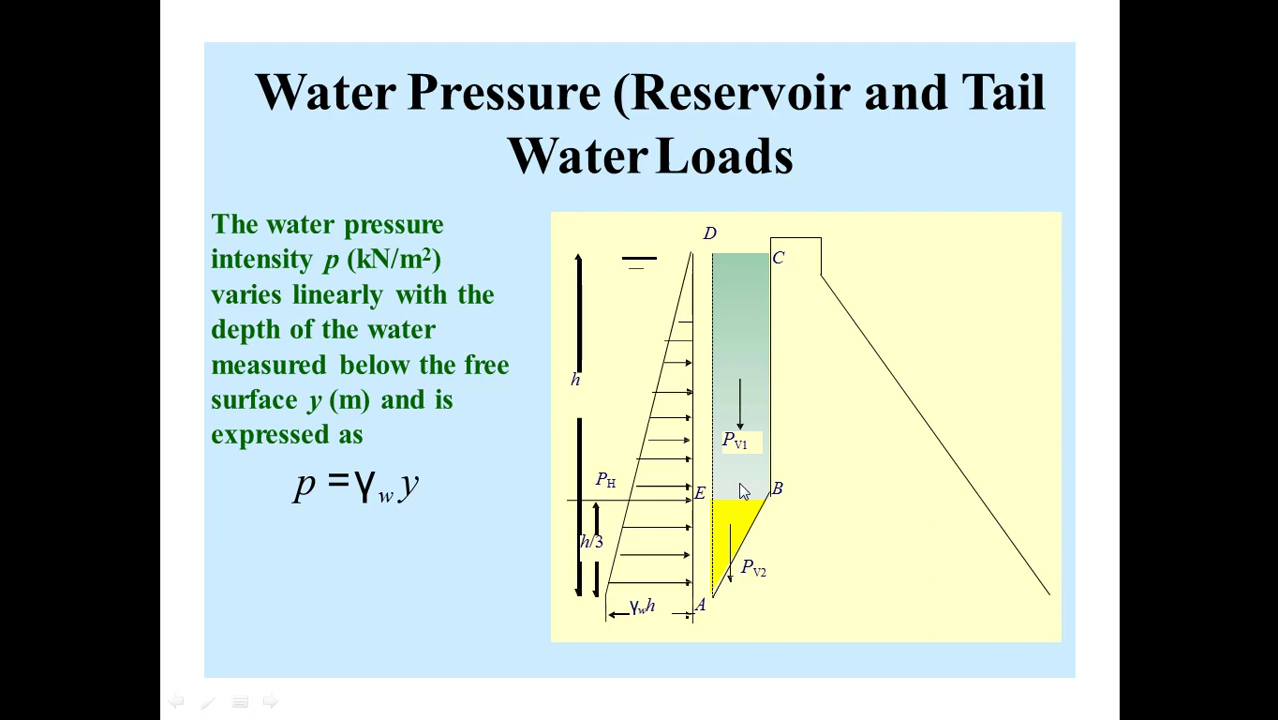 Water Pressure (Reservoir and Tail
Water Loads
The water pressure
intensity p (kN/m²)
varies linearly with the
depth of the water
measured below the free
surface y (m) and is
expressed as
p = γw y
D
C
h
PV1
PH
E
B
h/3
PV2
γwh
A